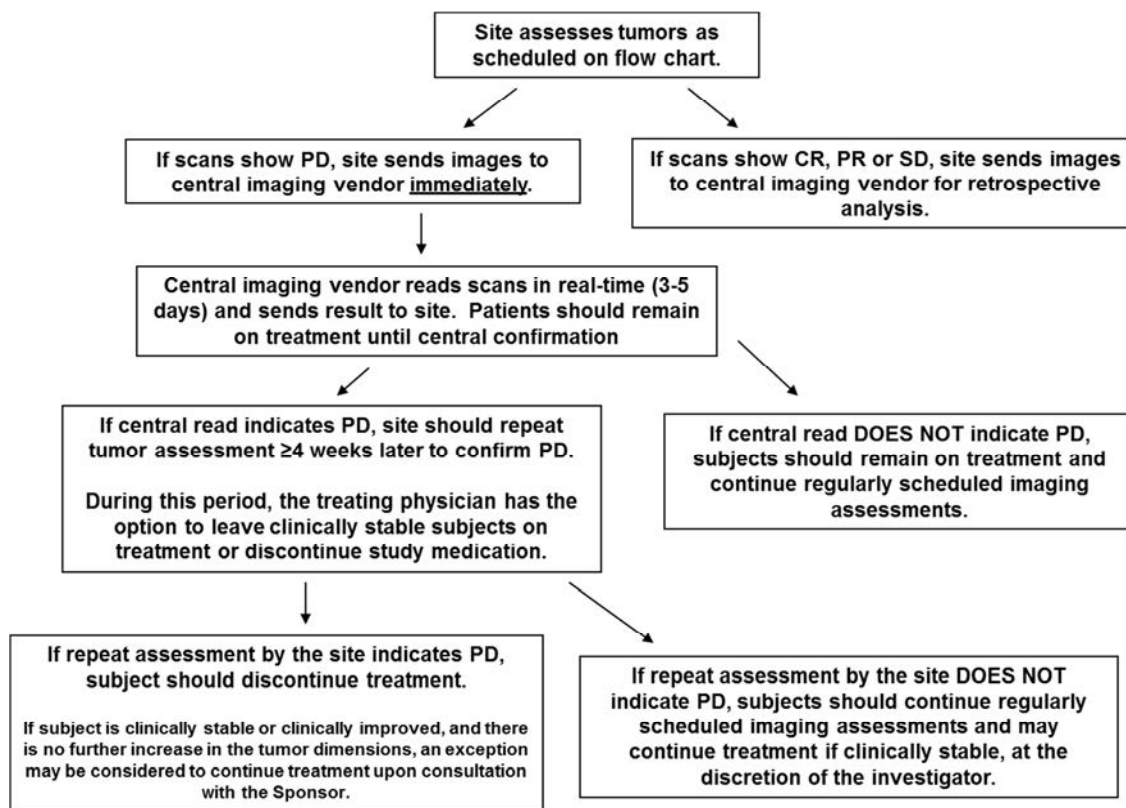 Site assesses tumors as
scheduled on flow chart.
If scans show PD, site sends images to
central imaging vendor immediately.
If scans show CR, PR or SD, site sends images
to central imaging vendor for retrospective
analysis.
Central imaging vendor reads scans in real-time (3-5
days) and sends result to site.  Patients should remain
on treatment until central confirmation
If central read indicates PD, site should repeat
tumor assessment ≥4 weeks later to confirm PD.
During this period, the treating physician has the
option to leave clinically stable subjects on
treatment or discontinue study medication.
If central read DOES NOT indicate PD,
subjects should remain on treatment and
continue regularly scheduled imaging
assessments.
If repeat assessment by the site indicates PD,
subject should discontinue treatment.
If subject is clinically stable or clinically improved, and there
is no further increase in the tumor dimensions, an exception
may be considered to continue treatment upon consultation
with the Sponsor.
If repeat assessment by the site DOES NOT
indicate PD, subjects should continue regularly
scheduled imaging assessments and may
continue treatment if clinically stable, at the
discretion of the investigator.